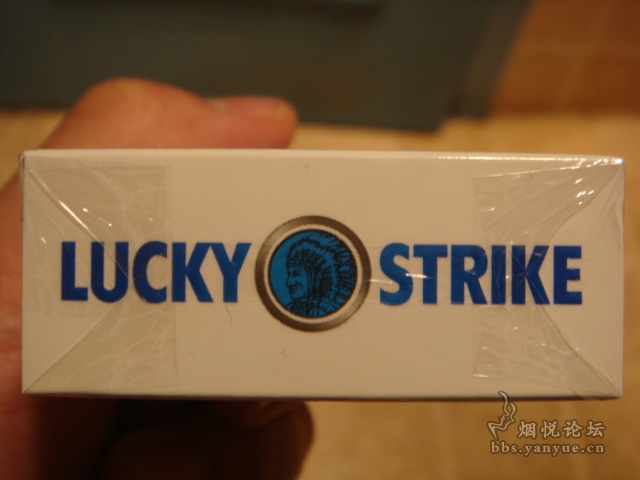 LUCKY STRIKE
烟悦论坛
bbs.yanyue.cn